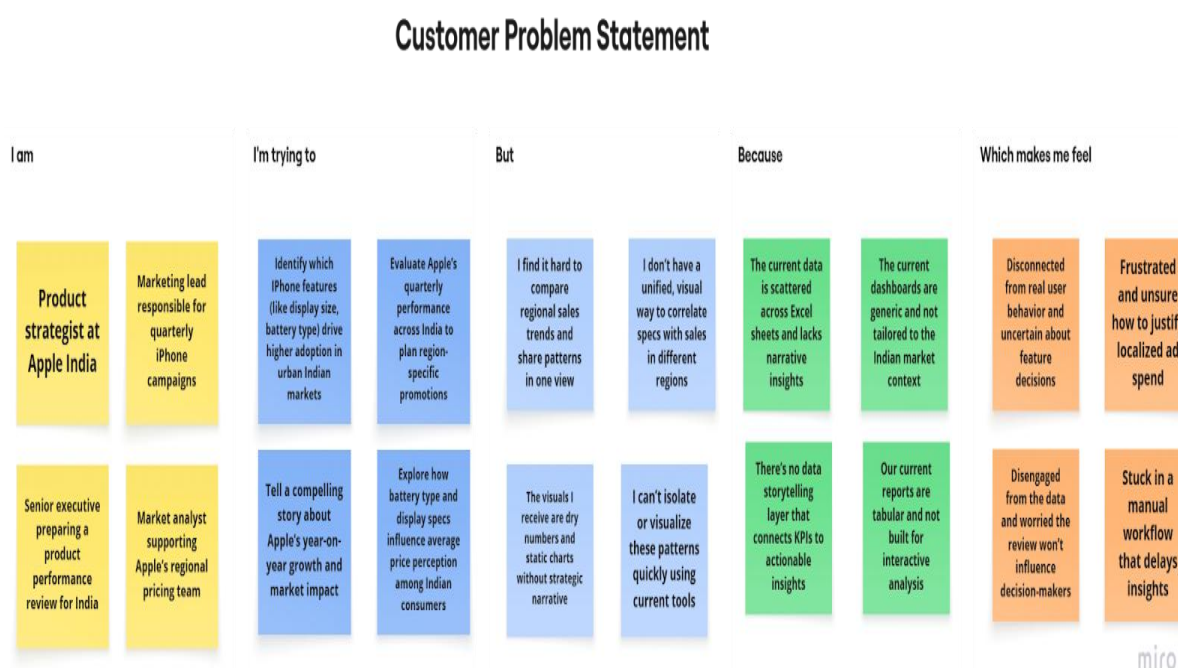 Customer Problem Statement
I am
I'm trying to
But
Because
Which makes me feel
Product
strategist at
Apple India
Marketing lead
responsible for
quarterly
iPhone
campaigns
Identify which
iPhone features
(like display size,
battery type) drive
higher adoption in
urban Indian
markets
Evaluate Apple's
quarterly
performance
across India to
plan region-
specific
promotions
I find it hard to
compare
regional sales
trends and
share patterns
in one view
I don't have a
unified, visual
way to correlate
specs with sales
in different
regions
The current data
is scattered
across Excel
sheets and lacks
narrative
insights
The current
dashboards are
generic and not
tailored to the
Indian market
context
Disconnected
from real user
behavior and
uncertain about
feature
decisions
Frustrated
and unsure
how to justif
localized ad
spend
Senior executive
preparing a
product
performance
review for India
Market analyst
supporting
Apple's regional
pricing team
Tell a compelling
story about
Apple's year-on-
year growth and
market impact
Explore how
battery type and
display specs
influence average
price perception
among Indian
consumers
The visuals I
receive are dry
numbers and
static charts
without strategic
narrative
I can't isolate
or visualize
these patterns
quickly using
current tools
There's no data
storytelling
layer that
connects KPIs to
actionable
insights
Our current
reports are
tabular and not
built for
interactive
analysis
Disengaged
from the data
and worried the
review won't
influence
decision-makers
Stuck in a
manual
workflow
that delays
insights
miro